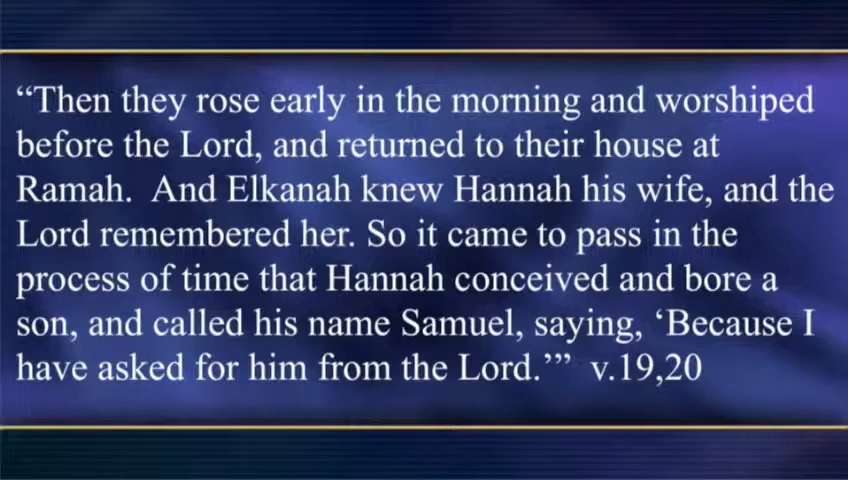 “Then they rose early in the morning and worshiped
before the Lord, and returned to their house at
Ramah.  And Elkanah knew Hannah his wife, and the
Lord remembered her. So it came to pass in the
process of time that Hannah conceived and bore a
son, and called his name Samuel, saying, ‘Because I
have asked for him from the Lord.’”  v.19,20